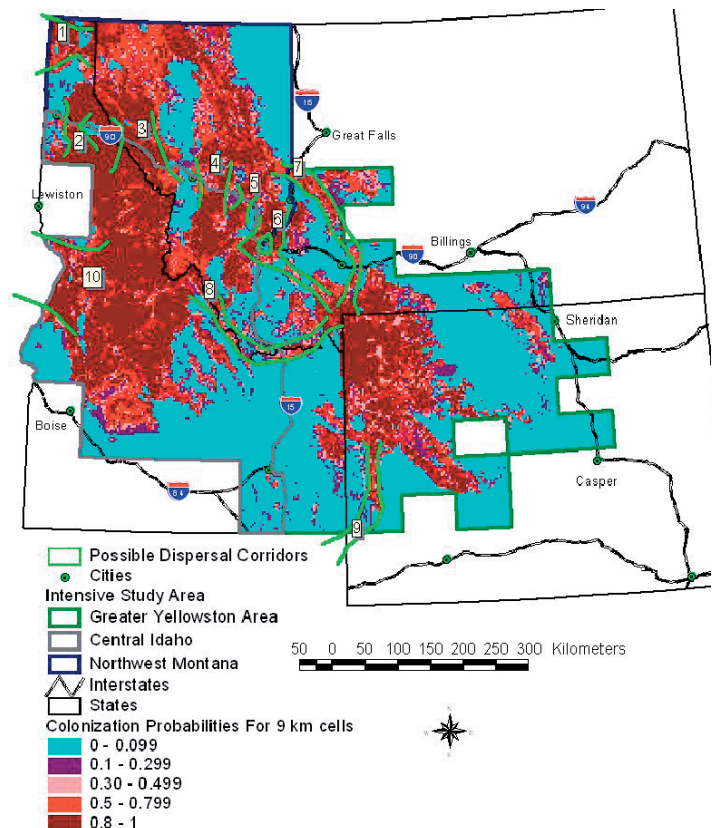 1
15
Great Falls
2
90
3
4
7
5
94
Lewiston
6
Billings
90
10
8
Sheridan
15
Boise
Casper
84
9
Possible Dispersal Corridors
Cities
Intensive Study Area
Greater Yellowston Area
Central Idaho
Northwest Montana
Interstates
States
50 0 50 100 150 200 250 300 Kilometers
Colonization Probabilities For 9 km cells
0 - 0.099
0.1 - 0.299
0.30 - 0.499
0.5 - 0.799
0.8 - 1
N
W E
S